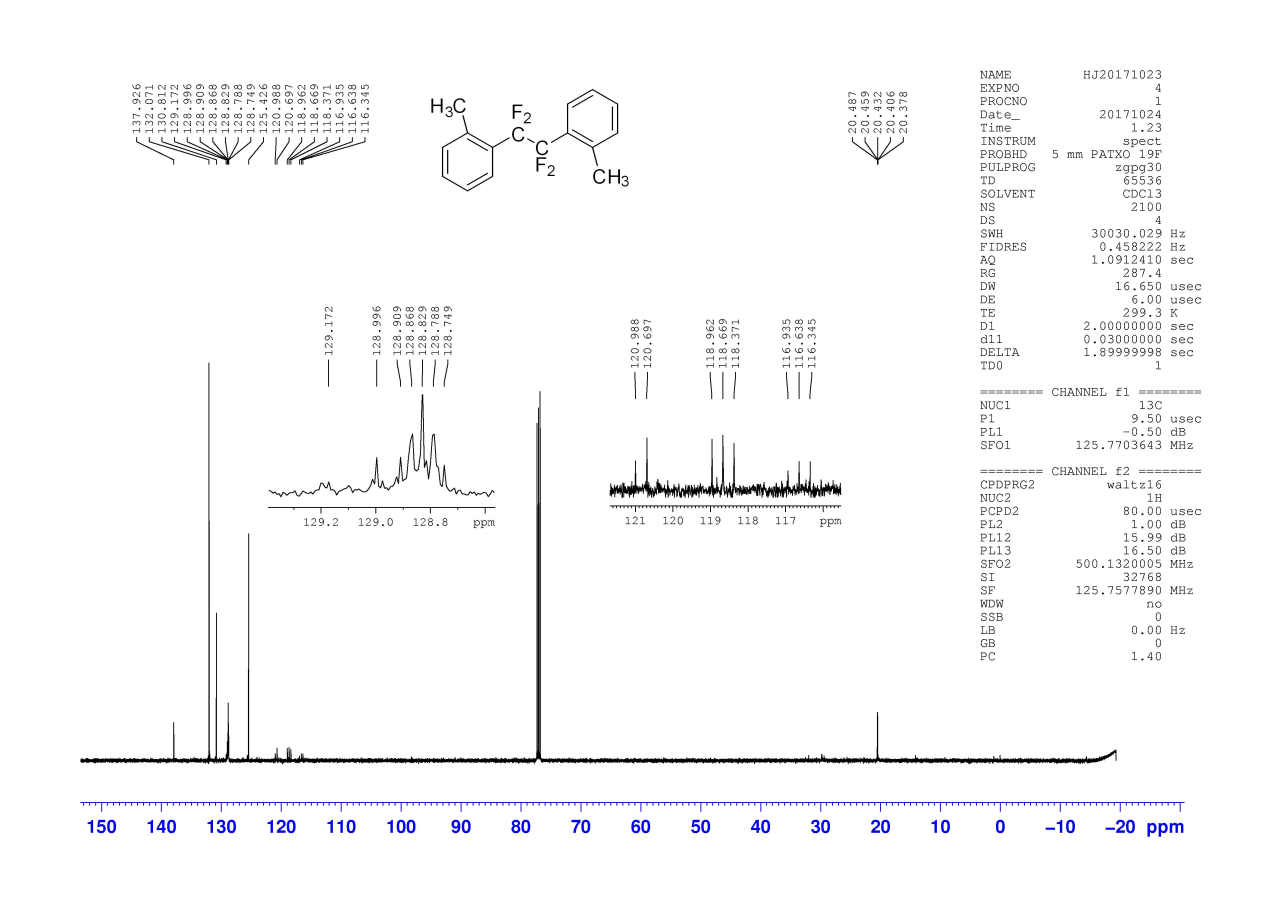 137.926
132.071
130.812
129.172
128.996
128.909
128.868
128.829
128.788
128.749
125.426
120.988
120.697
118.962
118.669
118.371
116.935
116.638
116.345
H3C
F2
F2
CH3
20.487
20.459
20.432
20.406
20.378
NAME HJ20171023
EXPNO 4
PROCNO 1
Date_ 20171024
Time 1.23
INSTRUM spect
PROBHD 5 mm PATXO 19F
PULPROG zgpg30
TD 65536
SOLVENT CDCl3
NS 2100
DS 4
SWH 30030.029 Hz
FIDRES 0.458222 Hz
AQ 1.0912410 sec
RG 287.4
DW 16.650 usec
DE 6.00 usec
TE 299.3 K
D1 2.00000000 sec
d11 0.03000000 sec
DELTA 1.89999998 sec
TD0 1
======== CHANNEL f1 ========
NUC1 13C
P1 9.50 usec
PL1 -0.50 dB
SFO1 125.7703643 MHz
======== CHANNEL f2 ========
CPDPRG2 waltz16
NUC2 1H
PCPD2 80.00 usec
PL2 1.00 dB
PL12 15.99 dB
PL13 16.50 dB
SFO2 500.1320005 MHz
SI 32768
SF 125.7577890 MHz
WDW no
SSB 0
LB 0.00 Hz
GB 0
PC 1.40
129.172
128.996
128.909
128.868
128.829
128.788
128.749
129.2 129.0 128.8 ppm
120.988
120.697
118.962
118.669
118.371
116.935
116.638
116.345
121 120 119 118 117 ppm
150 140 130 120 110 100 90 80 70 60 50 40 30 20 10 0 -10 -20 ppm